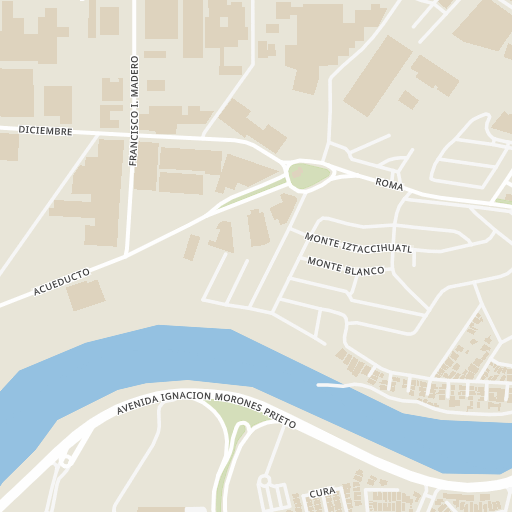 FRANCISCO I. MADERO
DICIEMBRE
ROMA
MONTE IZTACCIHUATL
MONTE BLANCO
ACUEDUCTO
AVENIDA IGNACION MORONES PRIETO
CURA